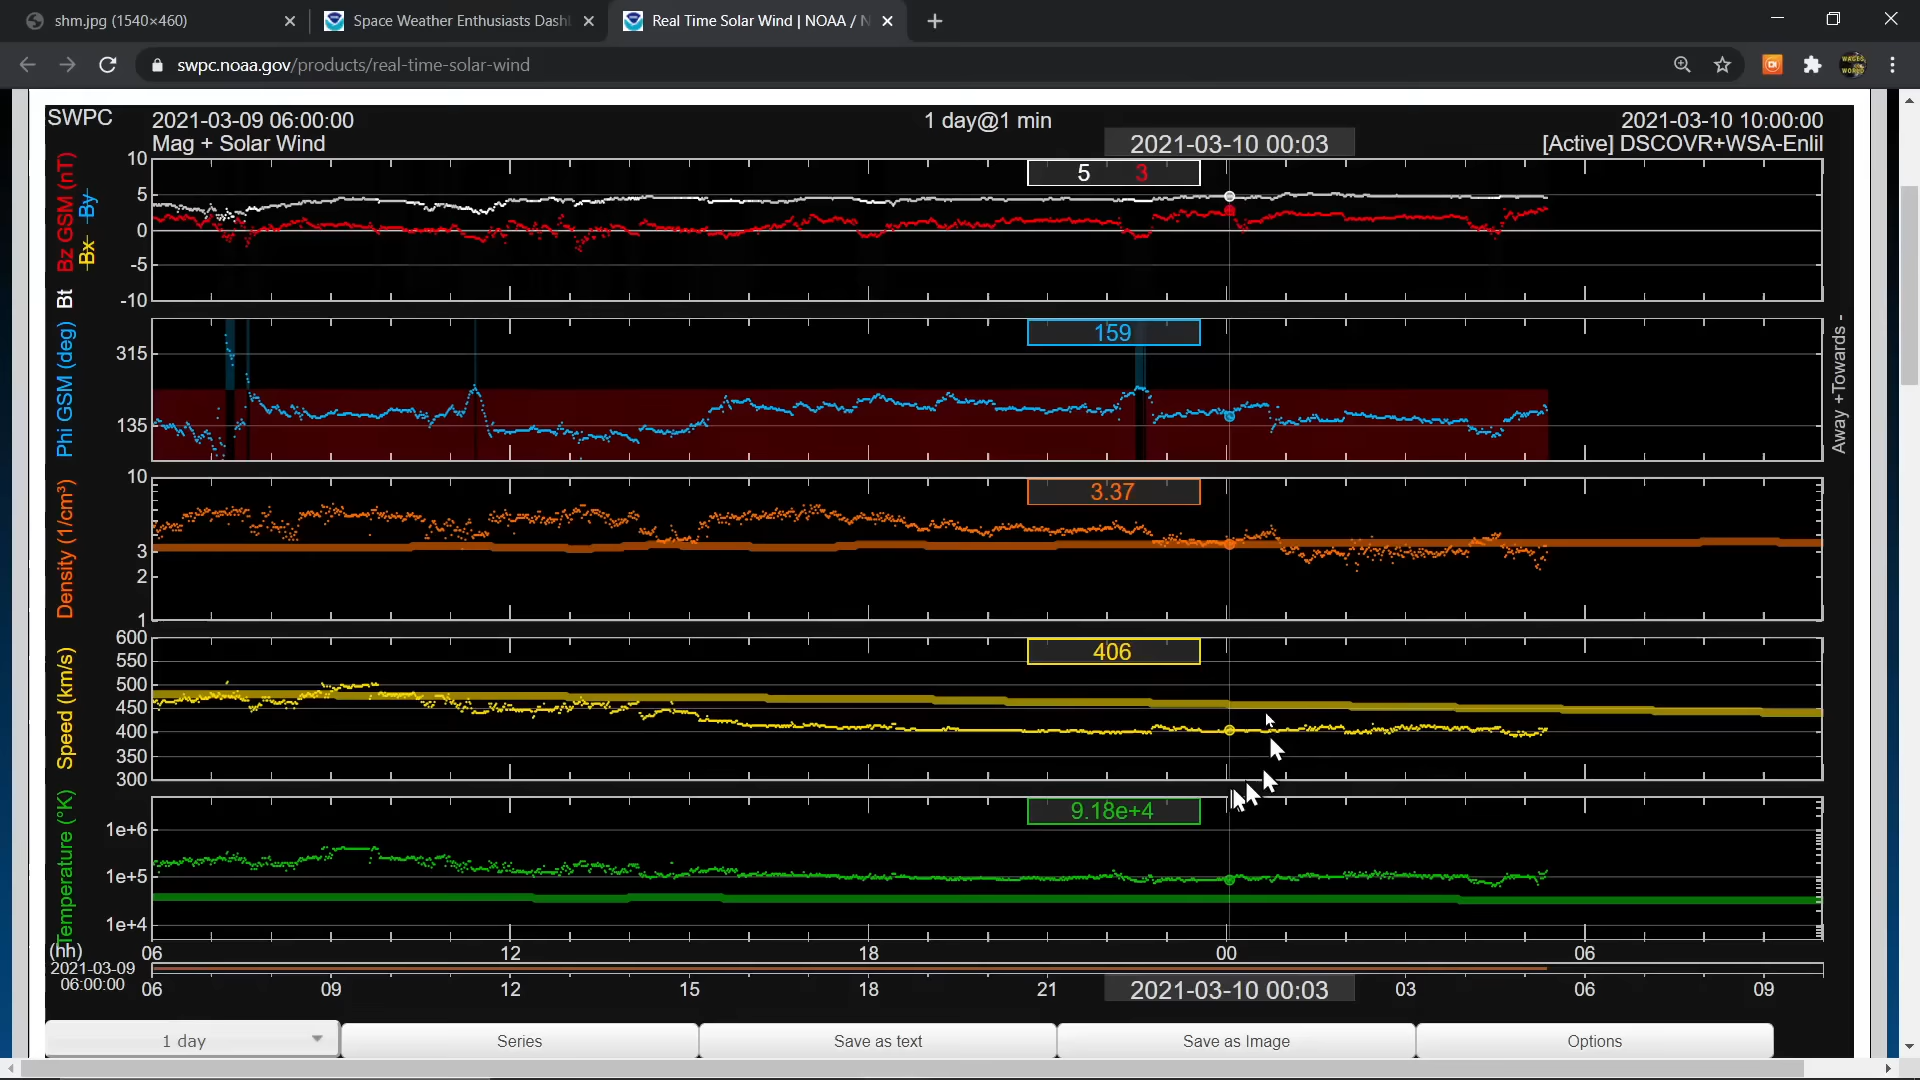 shm.jpg (1540×460)
Space Weather Enthusiasts Dash
Real Time Solar Wind | NOAA / N
swpc.noaa.gov/products/real-time-solar-wind
WAGES WORLD
SWPC
2021-03-09 06:00:00
Mag + Solar Wind
1 day@1 min
2021-03-10 00:03
2021-03-10 10:00:00
[Active] DSCOVR+WSA-Enlil
Bt Bz GSM (nT)
Bx By
10
5
0
-5
-10
5 3
Phi GSM (deg)
315
135
159
Away + Towards -
Density (1/cm³)
10
3
2
1
3.37
Speed (km/s)
600
550
500
450
400
350
300
406
Temperature (°K)
1e+6
1e+5
1e+4
9.18e+4
(hh)
06 12 18 00 06
2021-03-09
06:00:00
06 09 12 15 18 21 2021-03-10 00:03 03 06 09
1 day
Series
Save as text
Save as Image
Options